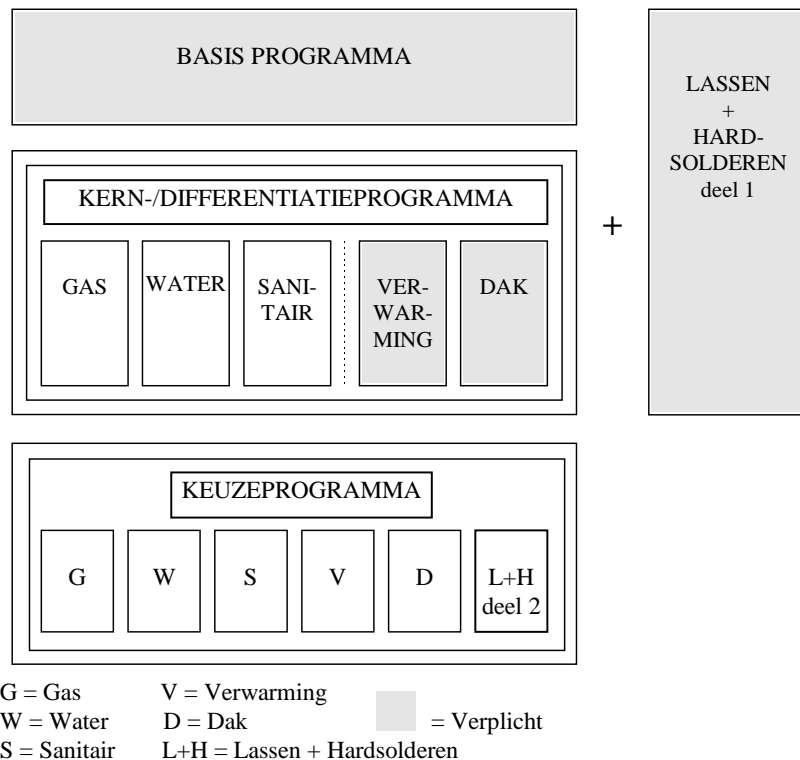 BASIS PROGRAMMA
LASSEN
+
HARD-
SOLDEREN
deel 1
KERN-/DIFFERENTIATIEPROGRAMMA
+
GAS
WATER
SANI-
TAIR
VER-
WAR-
MING
DAK
KEUZEPROGRAMMA
G
W
S
V
D
L+H
deel 2
G = Gas
V = Verwarming
W = Water
D = Dak
= Verplicht
S = Sanitair
L+H = Lassen + Hardsolderen